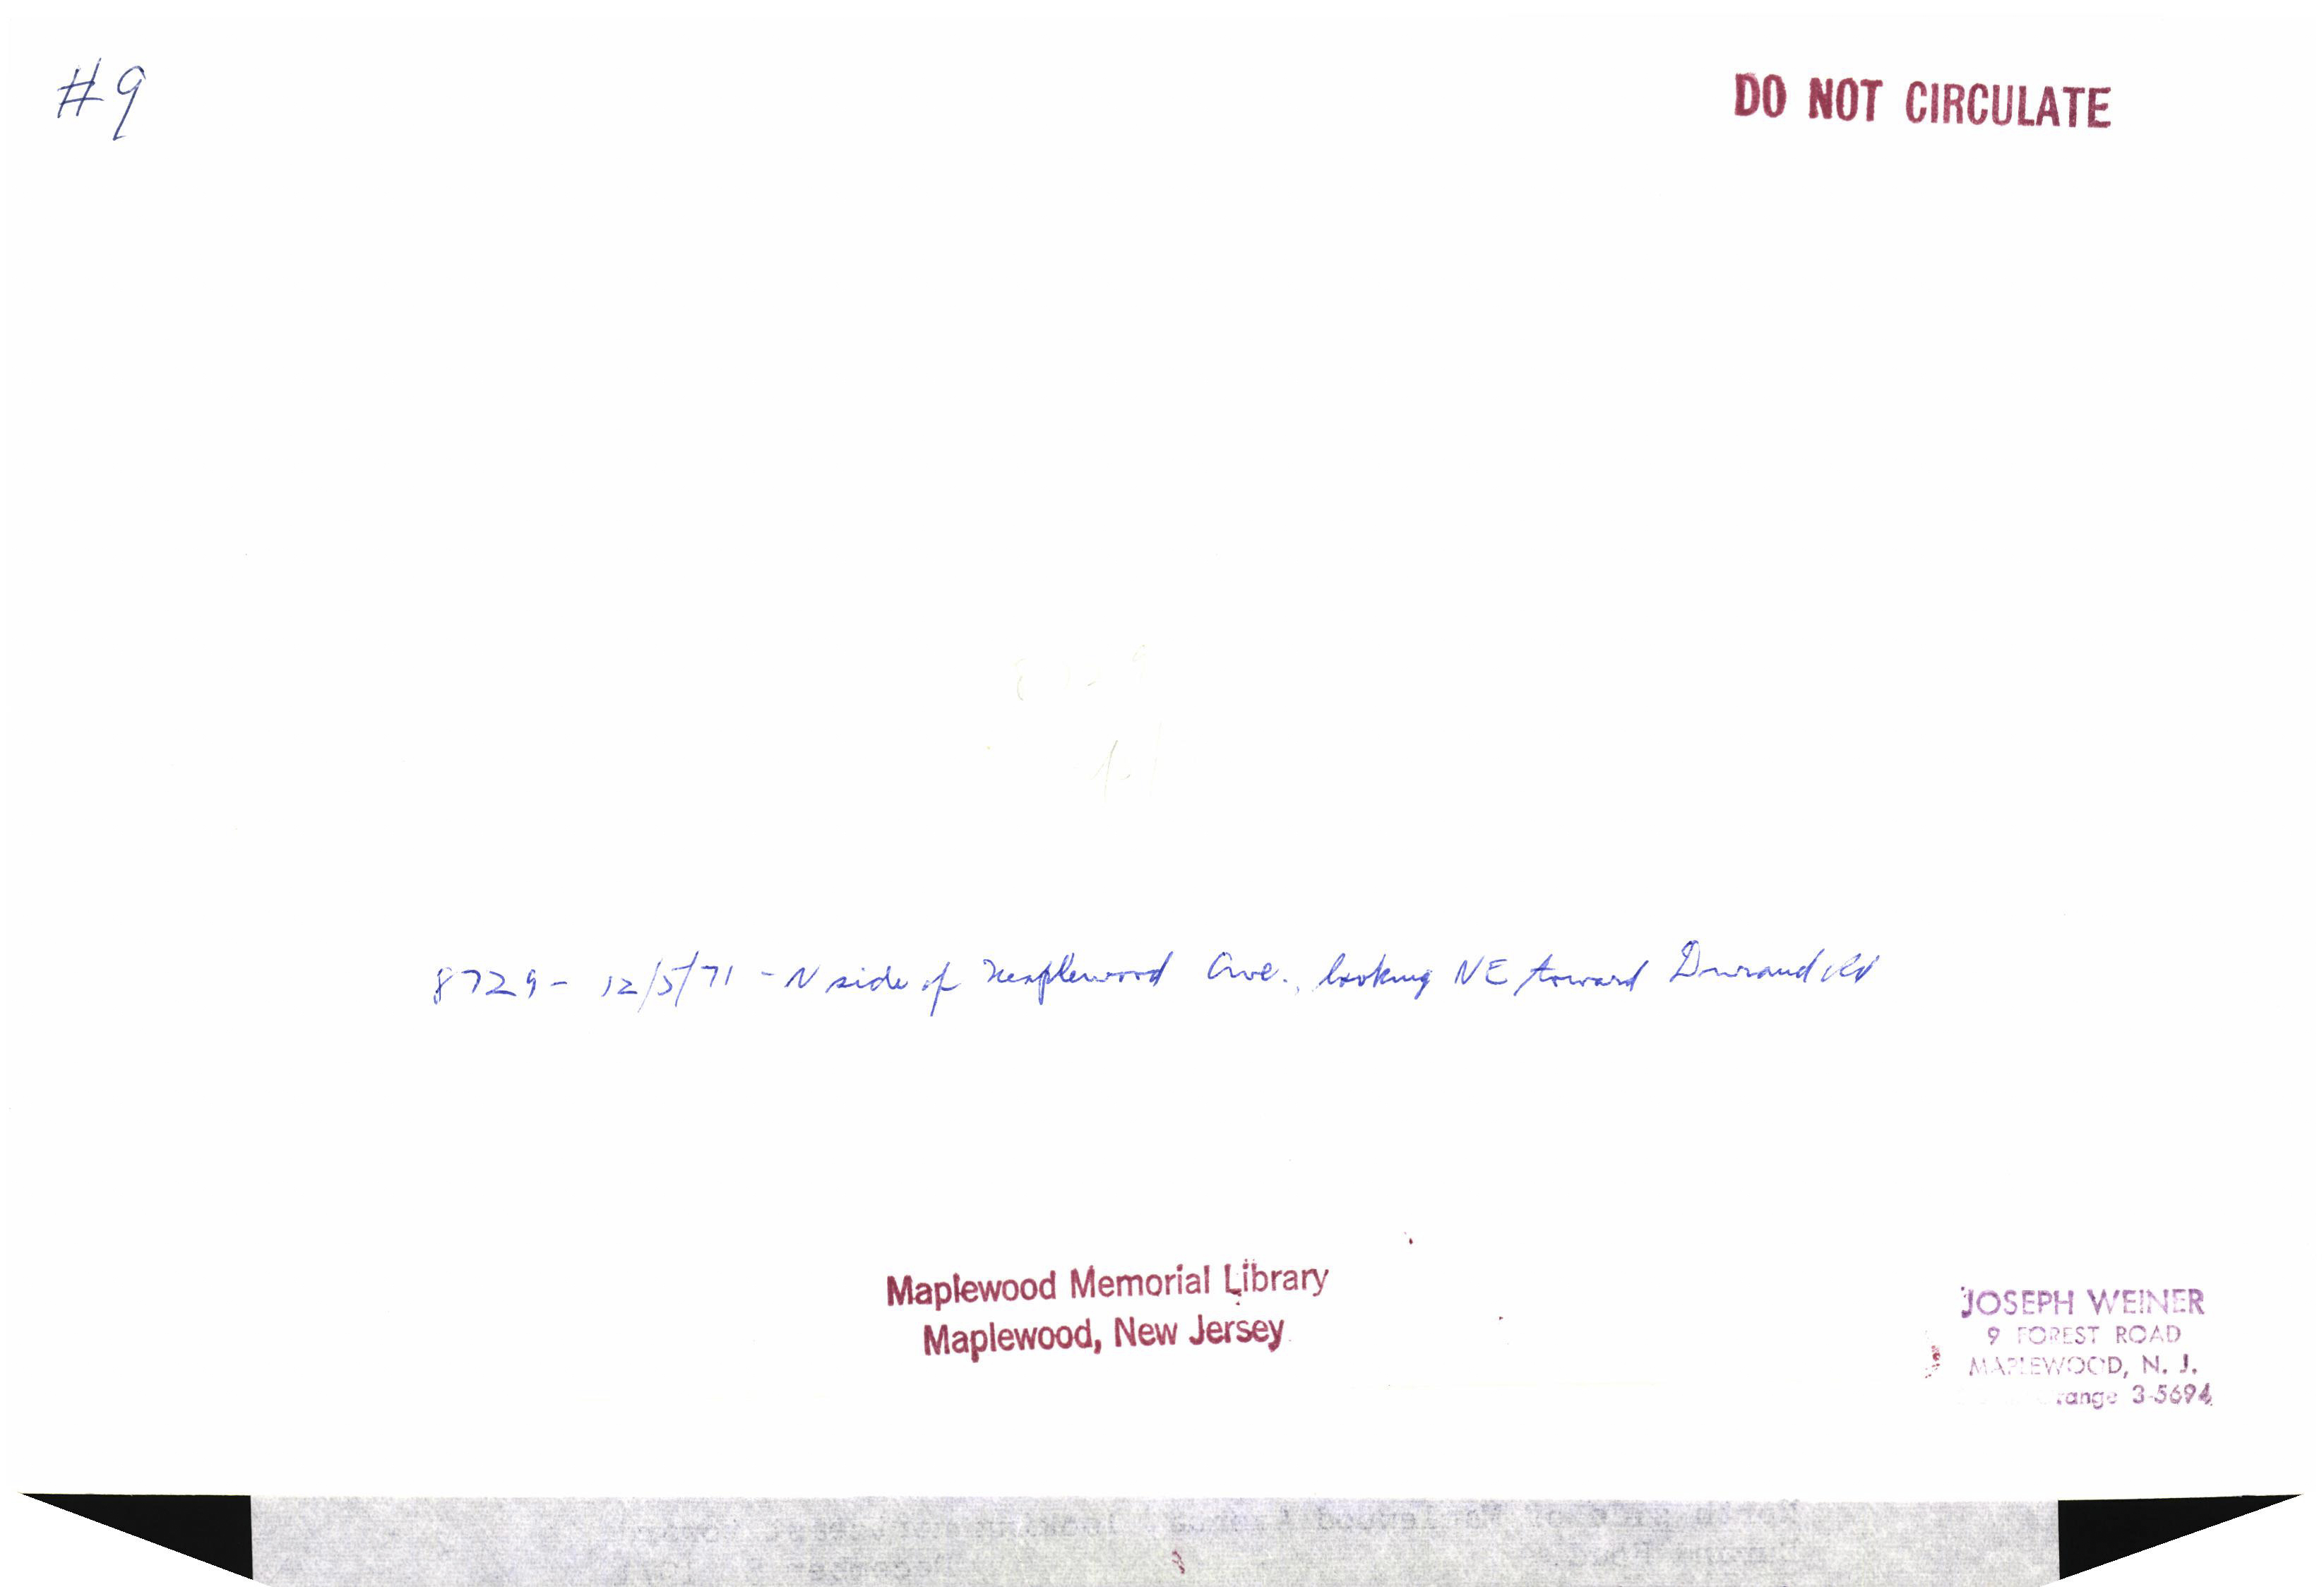 #9
DO NOT CIRCULATE
8729 - 12/5/71 - N side of Maplewood Ave., looking NE toward Durand Rd
Maplewood Memorial Library
Maplewood, New Jersey
JOSEPH WEINER
9 FOREST ROAD
MAPLEWOOD, N. J.
range 3-5694